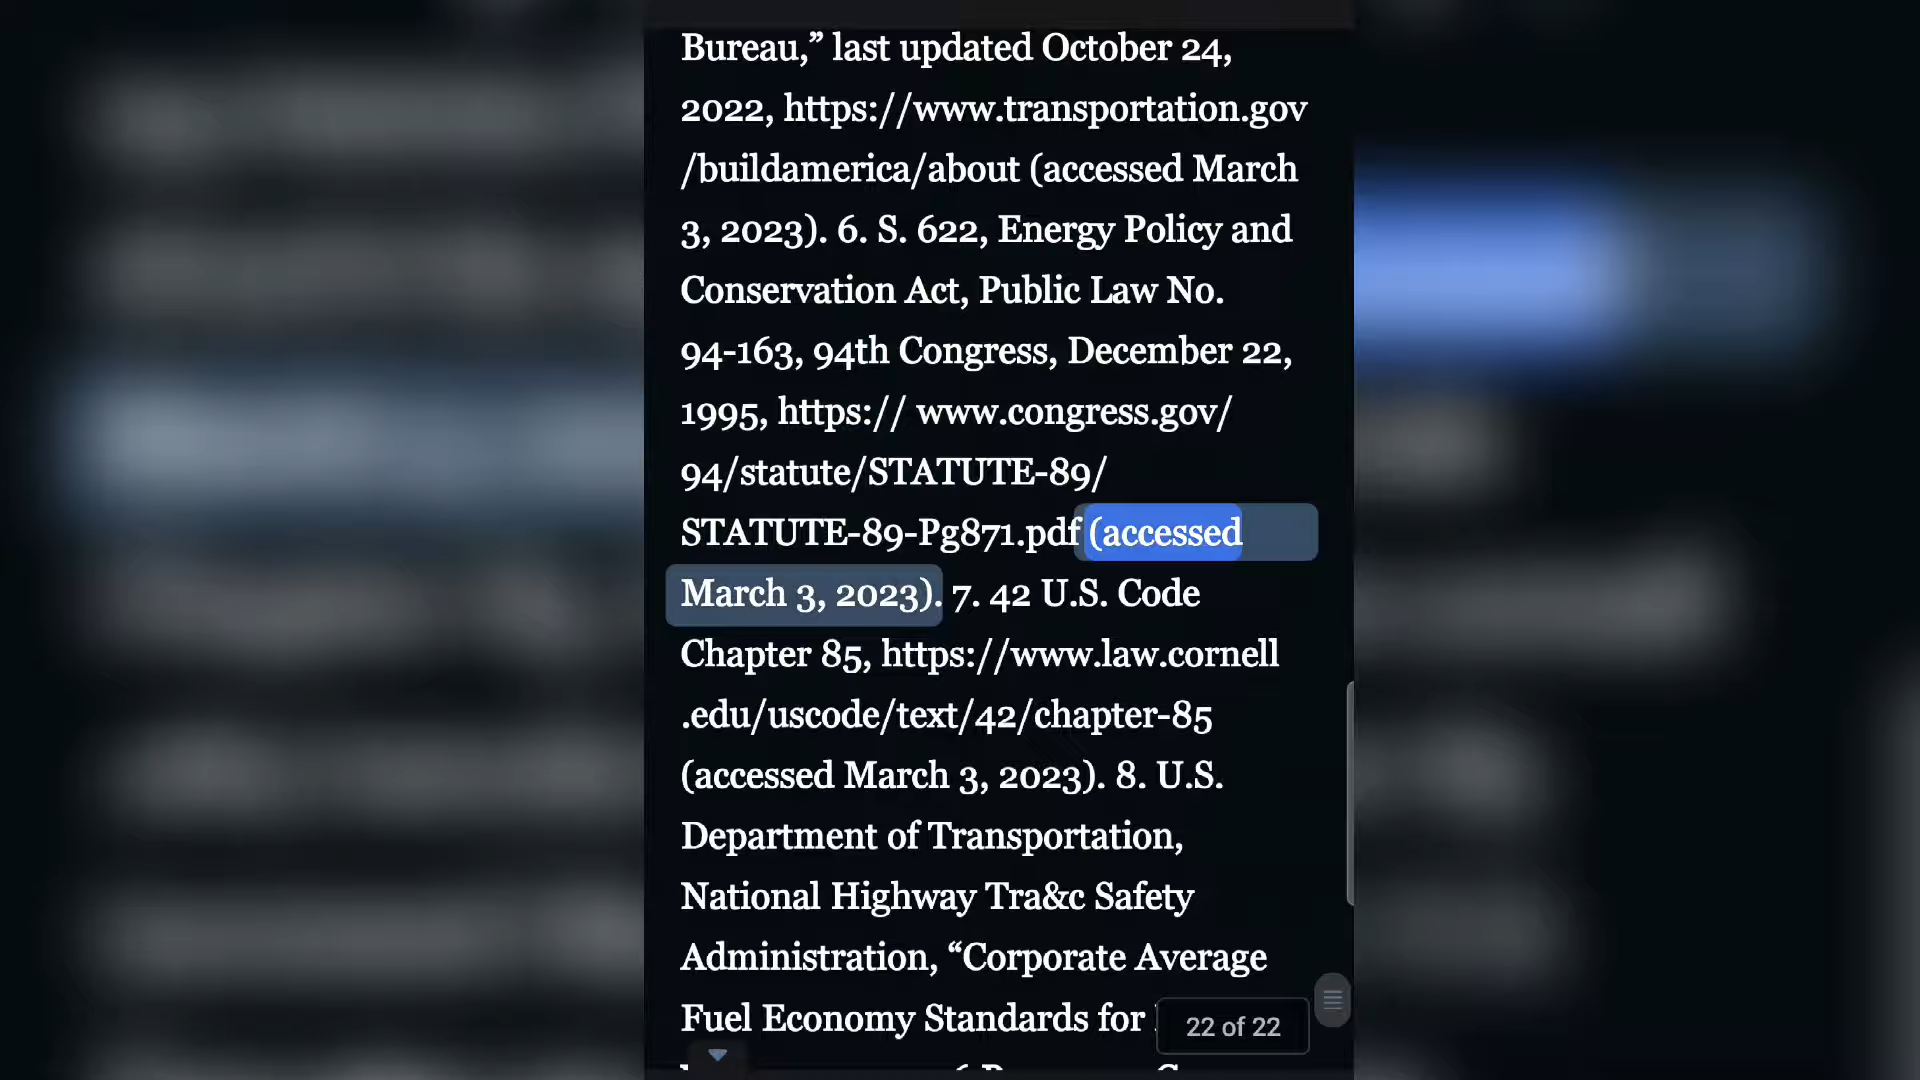 Bureau,” last updated October 24,
2022, https://www.transportation.gov
/buildamerica/about (accessed March
3, 2023). 6. S. 622, Energy Policy and
Conservation Act, Public Law No.
94-163, 94th Congress, December 22,
1995, https:// www.congress.gov/
94/statute/STATUTE-89/
STATUTE-89-Pg871.pdf (accessed
March 3, 2023). 7. 42 U.S. Code
Chapter 85, https://www.law.cornell
.edu/uscode/text/42/chapter-85
(accessed March 3, 2023). 8. U.S.
Department of Transportation,
National Highway Tra&c Safety
Administration, “Corporate Average
Fuel Economy Standards for
22 of 22